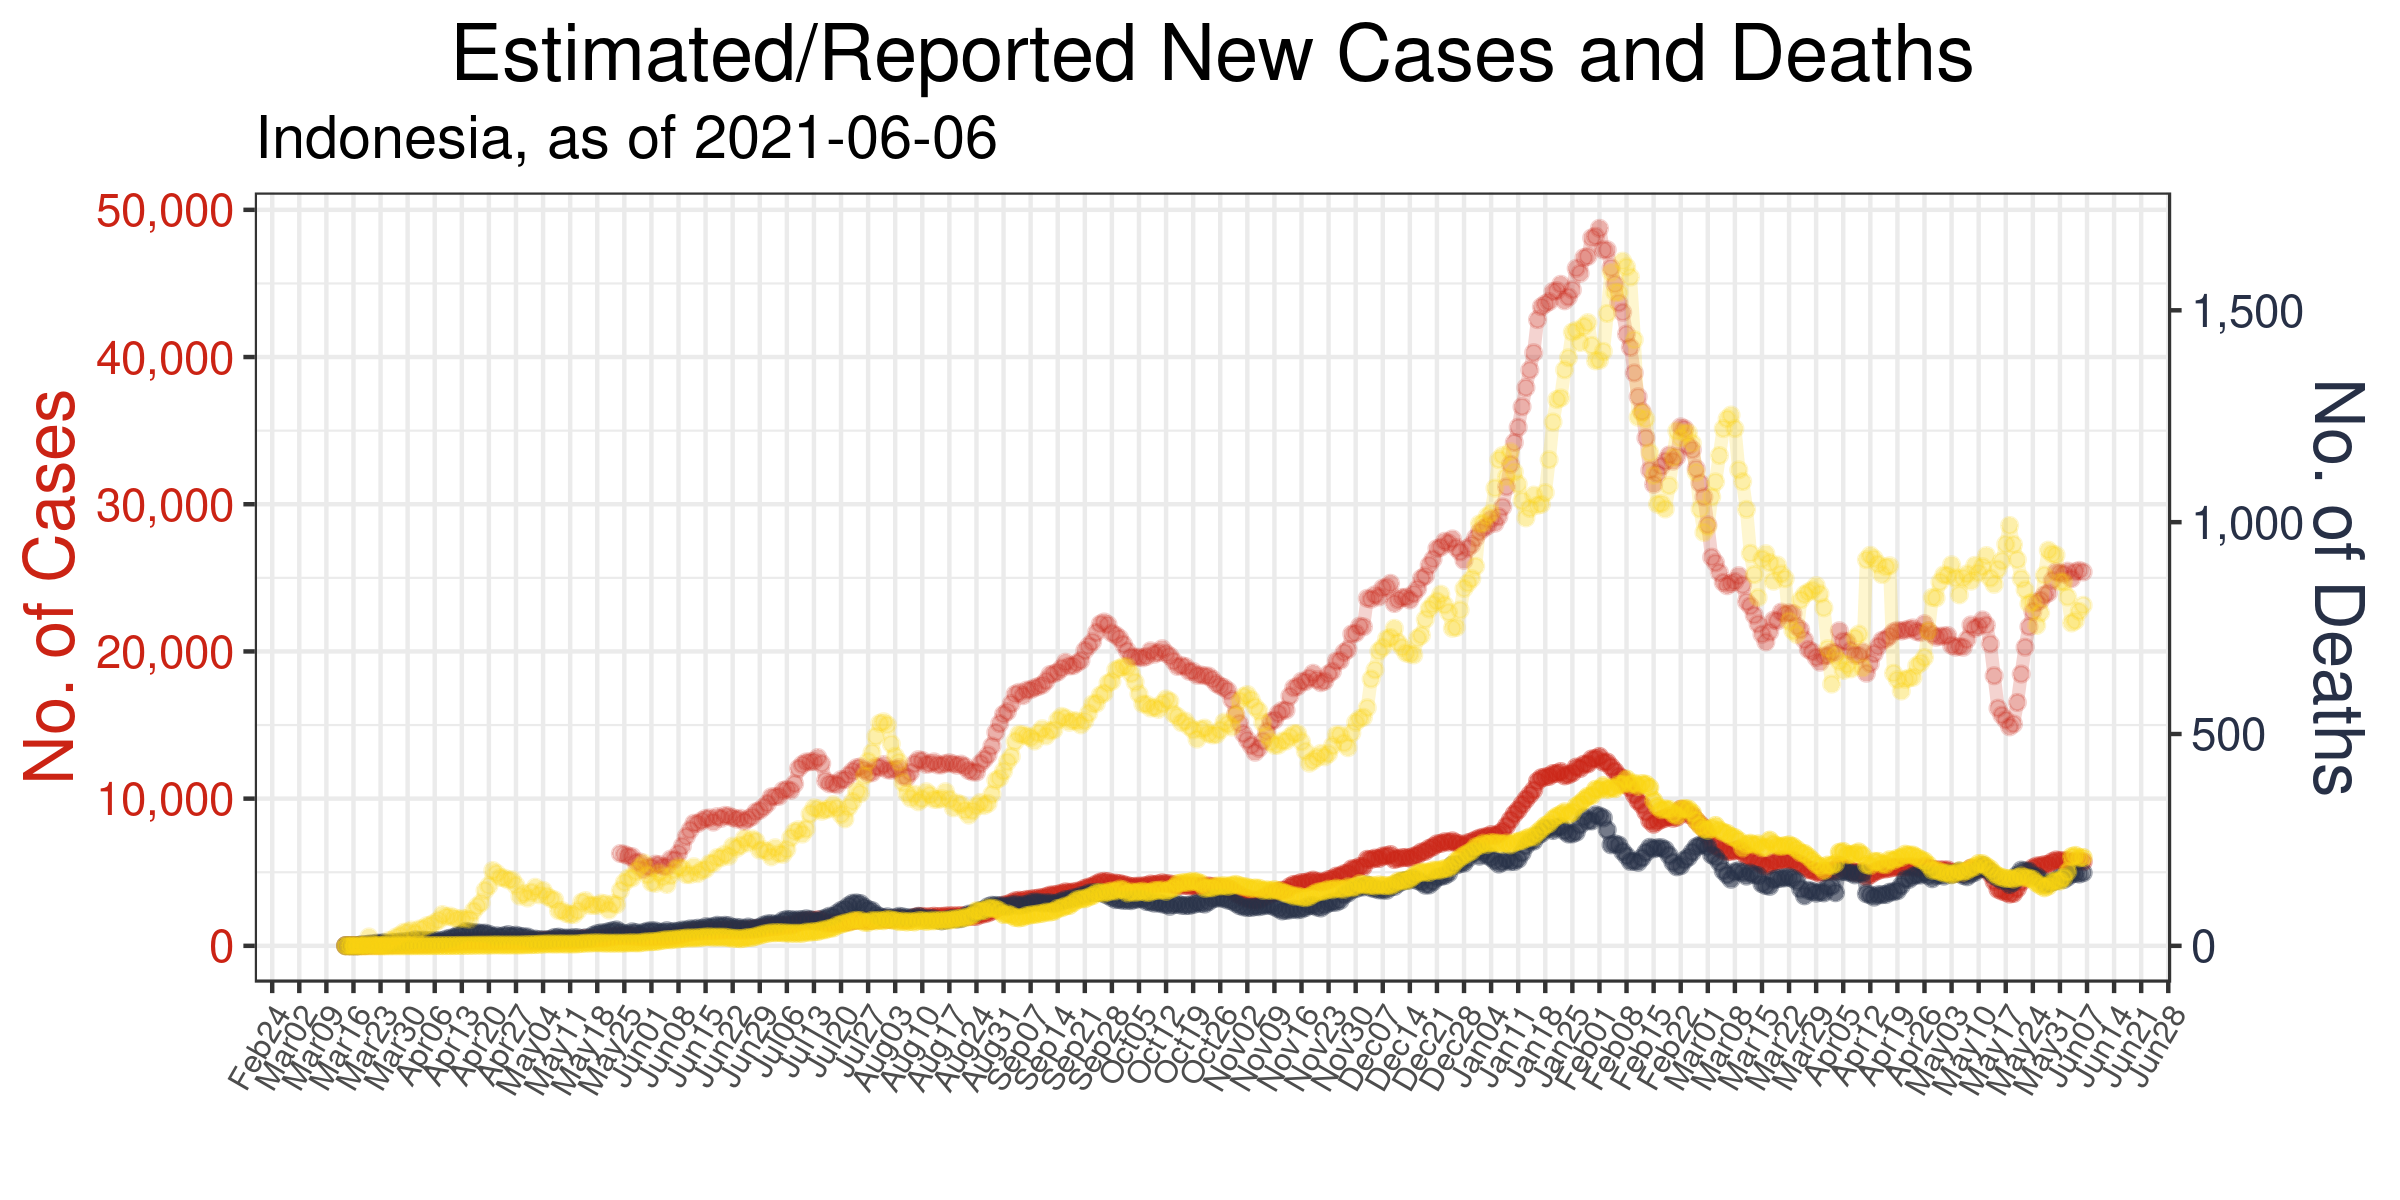 Estimated/Reported New Cases and Deaths
Indonesia, as of 2021-06-06
No. of Cases
50,000
40,000
30,000
20,000
10,000
0
No. of Deaths
1,500
1,000
500
0
Feb24
Mar02
Mar09
Mar16
Mar23
Mar30
Apr06
Apr13
Apr20
Apr27
May04
May11
May18
May25
Jun01
Jun08
Jun15
Jun22
Jun29
Jul06
Jul13
Jul20
Jul27
Aug03
Aug10
Aug17
Aug24
Aug31
Sep07
Sep14
Sep21
Sep28
Oct05
Oct12
Oct19
Oct26
Nov02
Nov09
Nov16
Nov23
Nov30
Dec07
Dec14
Dec21
Dec28
Jan04
Jan11
Jan18
Jan25
Feb01
Feb08
Feb15
Feb22
Mar01
Mar08
Mar15
Mar22
Mar29
Apr05
Apr12
Apr19
Apr26
May03
May10
May17
May24
May31
Jun07
Jun14
Jun21
Jun28